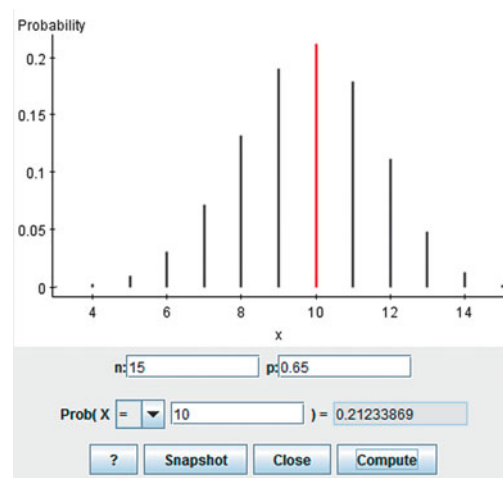 Probability
0.2
0.15
0.1
0.05
0
4 6 8 10 12 14
x
n: 15 p: 0.65
Prob( X = 10 ) = 0.21233869
? Snapshot Close Compute